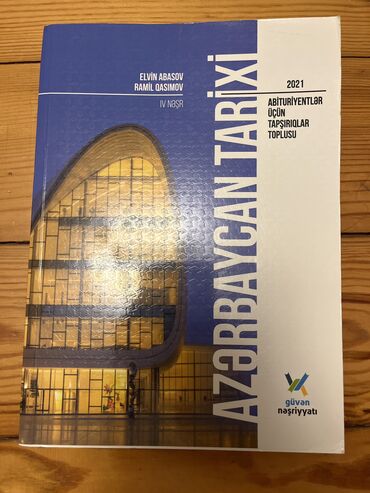 ELVİN ABASOV
RAMİL QASIMOV
IV NƏŞR
AZƏRBAYCAN TARİXİ
2021
ABİTURİYENTLƏR
ÜÇÜN
TAPŞIRIQLAR
TOPLUSU
güvən
nəşriyyatı